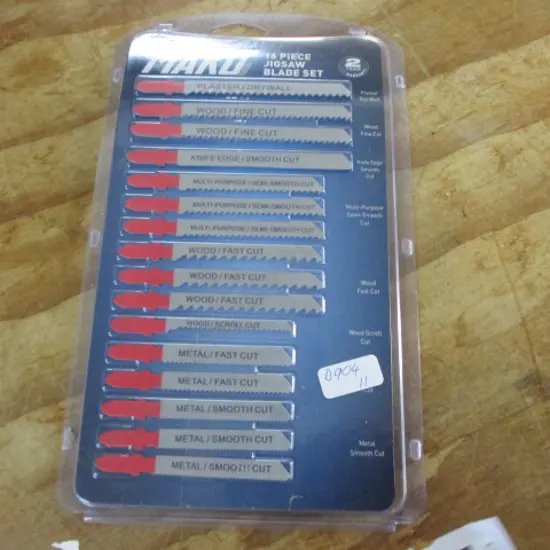 MAKO
16 PIECE
JIGSAW
BLADE SET
2
YEAR
PLASTER / DRYWALL
Plaster
Dry Wall
WOOD / FINE CUT
WOOD / FINE CUT
Wood
Fine Cut
KNIFE EDGE / SMOOTH CUT
Knife Edge
Smooth
Cut
MULTI-PURPOSE / SEMI-SMOOTH CUT
MULTI-PURPOSE / SEMI-SMOOTH CUT
MULTI-PURPOSE / SEMI-SMOOTH CUT
Multi-Purpose
Semi-Smooth
Cut
WOOD / FAST CUT
WOOD / FAST CUT
WOOD / FAST CUT
Wood
Fast Cut
WOOD / SCROLL CUT
Wood Scroll
Cut
METAL / FAST CUT
METAL / FAST CUT
D904
11
METAL / SMOOTH CUT
METAL / SMOOTH CUT
METAL / SMOOTH CUT
Metal
Smooth Cut